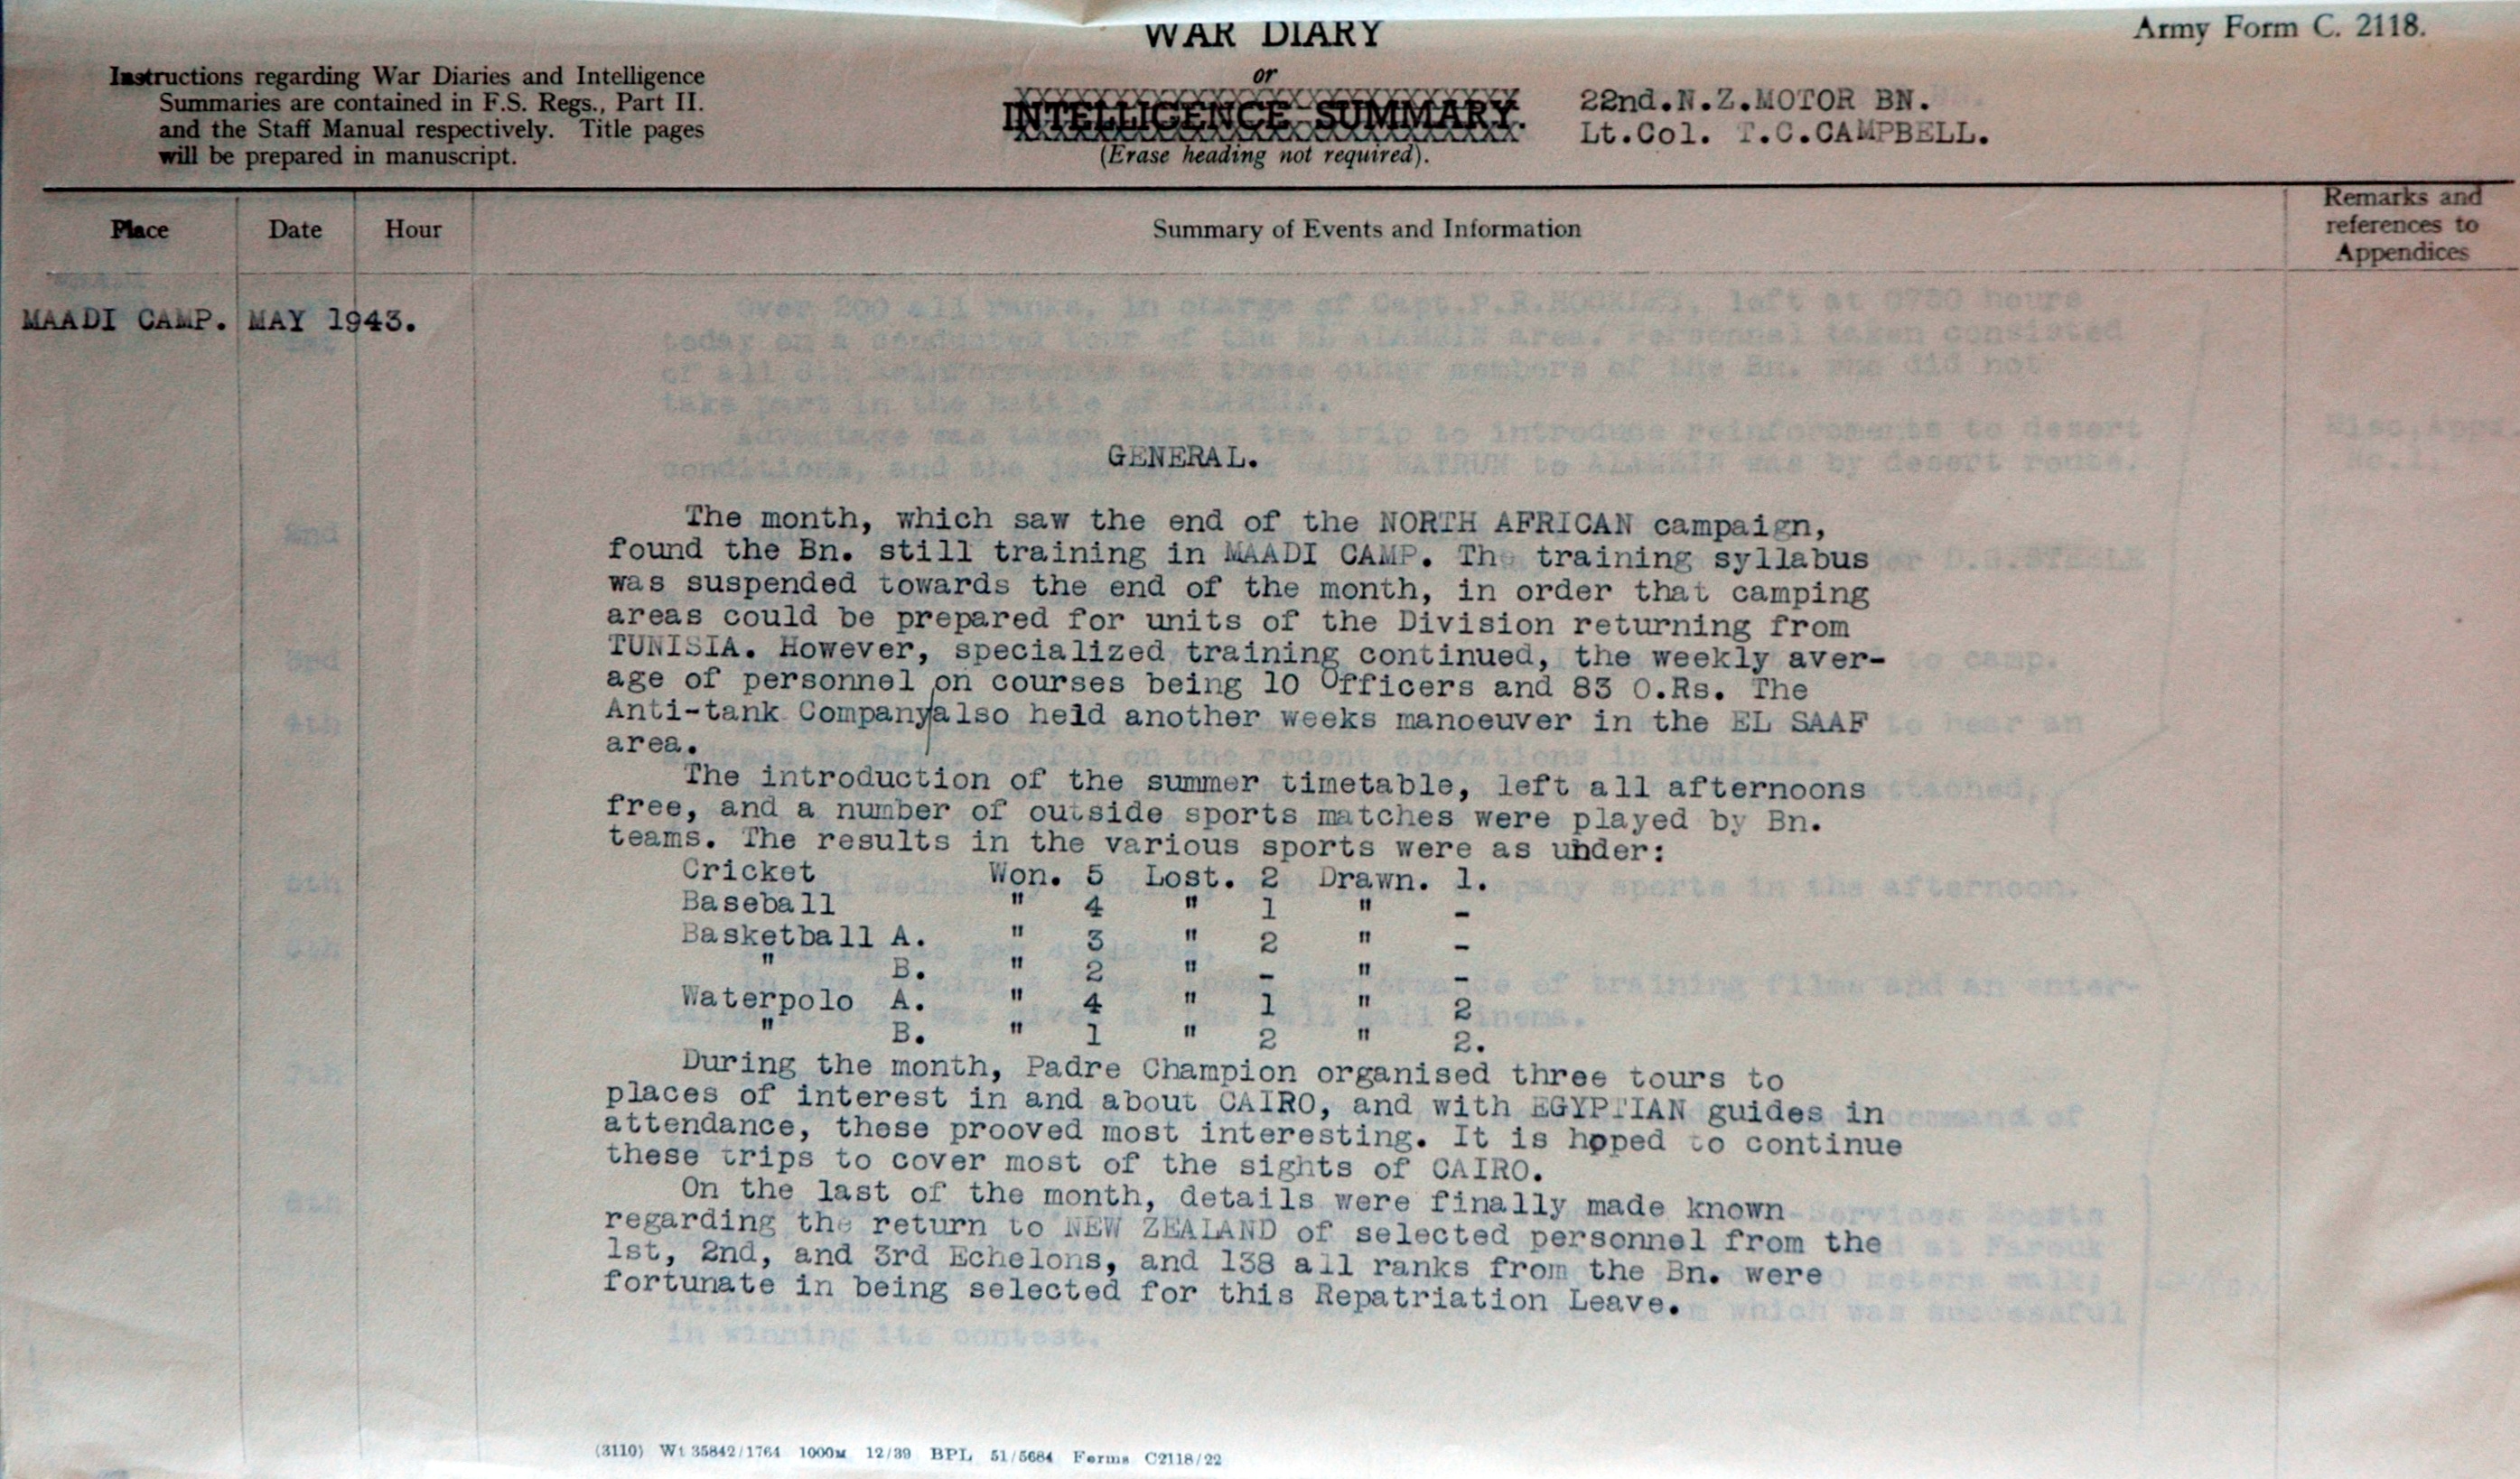 WAR DIARY
or
INTELLIGENCE SUMMARY.
(Erase heading not required).
Army Form C. 2118.
Instructions regarding War Diaries and Intelligence
Summaries are contained in F.S. Regs., Part II.
and the Staff Manual respectively. Title pages
will be prepared in manuscript.
22nd.N.Z.MOTOR BN.
Lt.Col. T.C.CAMPBELL.
Place Date Hour Summary of Events and Information Remarks and
references to
Appendices
MAADI CAMP. MAY 1943.
GENERAL.
The month, which saw the end of the NORTH AFRICAN campaign,
found the Bn. still training in MAADI CAMP. The training syllabus
was suspended towards the end of the month, in order that camping
areas could be prepared for units of the Division returning from
TUNISIA. However, specialized training continued, the weekly aver-
age of personnel on courses being 10 Officers and 83 O.Rs. The
Anti-tank Company/also held another weeks manoeuver in the EL SAAF
area.
The introduction of the summer timetable, left all afternoons
free, and a number of outside sports matches were played by Bn.
teams. The results in the various sports were as under:
Cricket Won. 5 Lost. 2 Drawn. 1.
Baseball " 4 " 1 " -
Basketball A. " 3 " 2 " -
" B. " 2 " - " -
Waterpolo A. " 4 " 1 " 2
" B. " 1 " 2 " 2.
During the month, Padre Champion organised three tours to
places of interest in and about CAIRO, and with EGYPTIAN guides in
attendance, these prooved most interesting. It is hoped to continue
these trips to cover most of the sights of CAIRO.
On the last of the month, details were finally made known
regarding the return to NEW ZEALAND of selected personnel from the
1st, 2nd, and 3rd Echelons, and 138 all ranks from the Bn. were
fortunate in being selected for this Repatriation Leave.
(3110) Wt 35842/1764 1000M 12/39 BPL 51/5684 Forms C2118/22